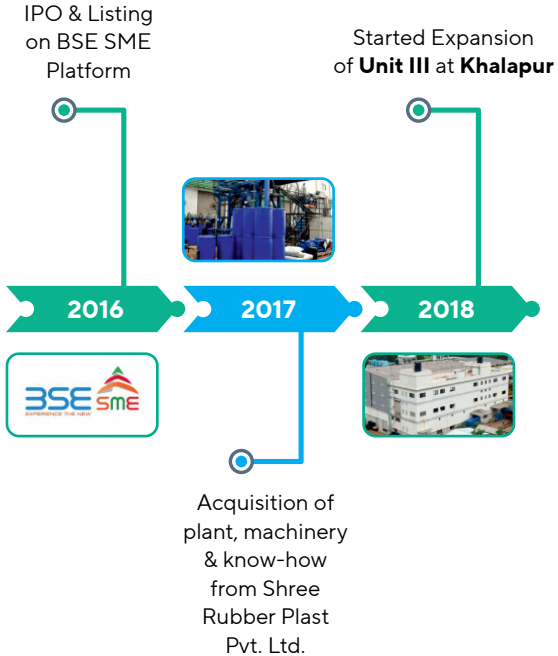 IPO & Listing
on BSE SME
Platform
Started Expansion
of Unit III at Khalapur
2016
2017
2018
BSE SME
EXPERIENCE THE NEW
Acquisition of
plant, machinery
& know-how
from Shree
Rubber Plast
Pvt. Ltd.